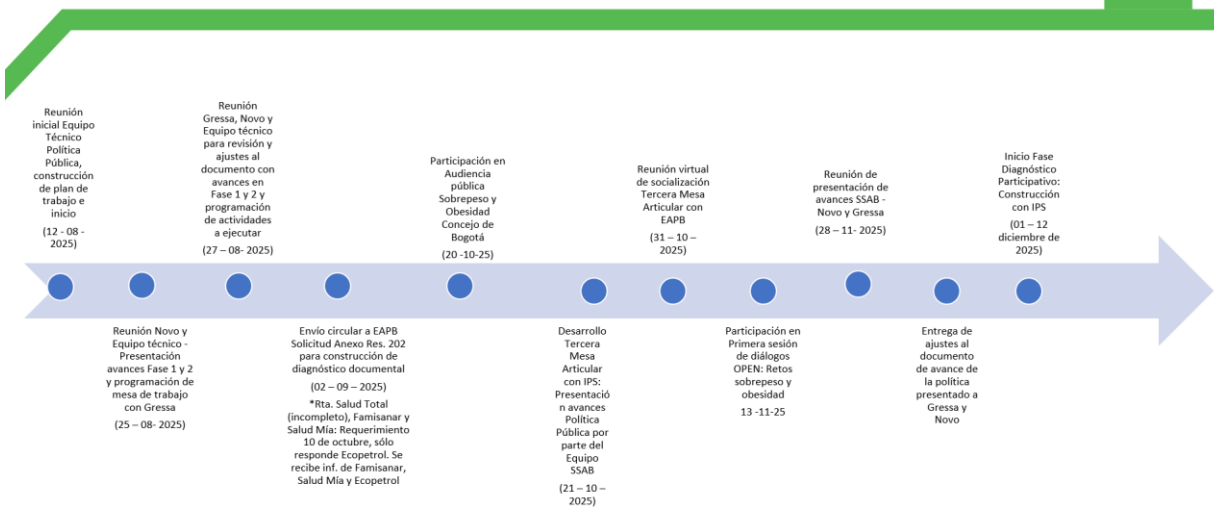 Reunión
inicial Equipo
Técnico
Política
Pública,
construcción
de plan de
trabajo e
inicio
(12 - 08 -
2025)
Reunión Novo y
Equipo técnico -
Presentación
avances Fase 1 y 2
y programación de
mesa de trabajo
con Gressa
(25 – 08- 2025)
Reunión
Gressa, Novo y
Equipo técnico
para revisión y
ajustes al
documento con
avances en
Fase 1 y 2 y
programación
de actividades
a ejecutar
(27 – 08- 2025)
Envío circular a EAPB
Solicitud Anexo Res. 202
para construcción de
diagnóstico documental
(02 – 09 – 2025)
*Rta. Salud Total
(incompleto), Famisanar y
Salud Mía: Requerimiento
10 de octubre, sólo
responde Ecopetrol. Se
recibe inf. de Famisanar,
Salud Mía y Ecopetrol
Participación en
Audiencia
pública
Sobrepeso y
Obesidad
Concejo de
Bogotá
(20 -10-25)
Desarrollo
Tercera
Mesa
Articular
con IPS:
Presentació
n avances
Política
Pública por
parte del
Equipo
SSAB
(21 – 10 –
2025)
Reunión virtual
de socialización
Tercera Mesa
Articular con
EAPB
(31 – 10 –
2025)
Participación en
Primera sesión
de diálogos
OPEN: Retos
sobrepeso y
obesidad
13 -11-25
Reunión de
presentación de
avances SSAB -
Novo y Gressa
(28 – 11- 2025)
Entrega de
ajustes al
documento
de avance de
la política
presentado a
Gressa y
Novo
Inicio Fase
Diagnóstico
Participativo:
Construcción
con IPS
(01 – 12
diciembre de
2025)